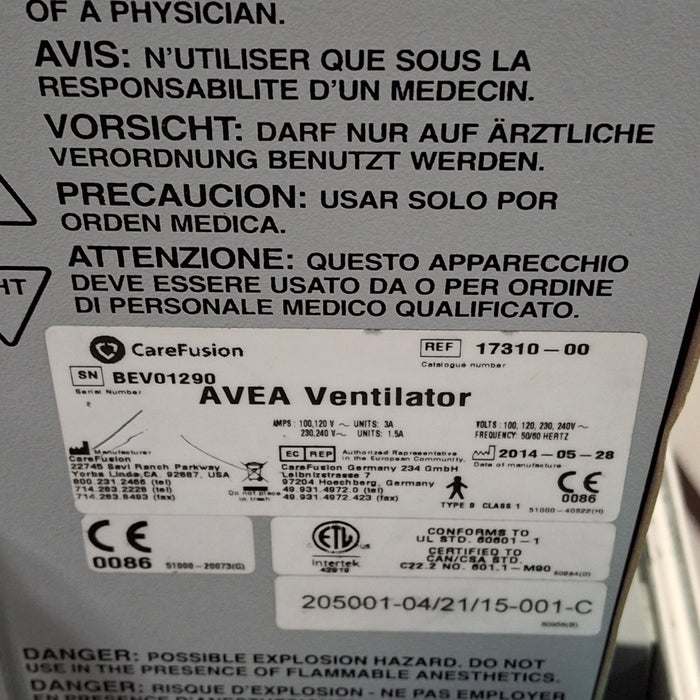 OF A PHYSICIAN.
AVIS: N'UTILISER QUE SOUS LA
RESPONSABILITE D'UN MEDECIN.
VORSICHT: DARF NUR AUF ÄRZTLICHE
VERORDNUNG BENUTZT WERDEN.
PRECAUCION: USAR SOLO POR
ORDEN MEDICA.
ATTENZIONE: QUESTO APPARECCHIO
HT
DEVE ESSERE USATO DA O PER ORDINE
DI PERSONALE MEDICO QUALIFICATO.
CareFusion
REF 17310-00
Catalogue number
SN BEV01290
Serial Number
AVEA Ventilator
AMPS: 100,120 V ~ UNITS: 3A
230,240 V~ UNITS: 1.5A
VOLTS: 100, 120, 230, 240V~
FREQUENCY: 50/60 HERTZ
Manufacturer
CareFusion
22745 Savi Ranch Parkway
Yorba Linda, CA. 92887, USA
800.231.2466 (tel)
714.283.2228 (tel)
714.283.8493 (fax)
Do not place
in trash
EC REP Authorized Representative
in the European Community.
CareFusion Germany 234 GmbH
Leibnizstrasse 7
97204 Hoechberg, Germany
49.931.4972.0 (tel)
49.931.4972.423 (fax)
2014-05-28
Date of manufacture
CE
0086
TYPE B CLASS 1
51000-40822(H)
CE
0086
51000-20073(G)
ETL
us
Intertek
CONFORMS TO
UL STD. 60601-1
CERTIFIED TO
CAN/CSA STD.
C22.2 NO. 601.1-M90
205001-04/21/15-001-C
DANGER: POSSIBLE EXPLOSION HAZARD. DO NOT
USE IN THE PRESENCE OF FLAMMABLE ANESTHETICS.
DANGER: RISQUE D'EXPLOSION - NE PAS EMPLOYER